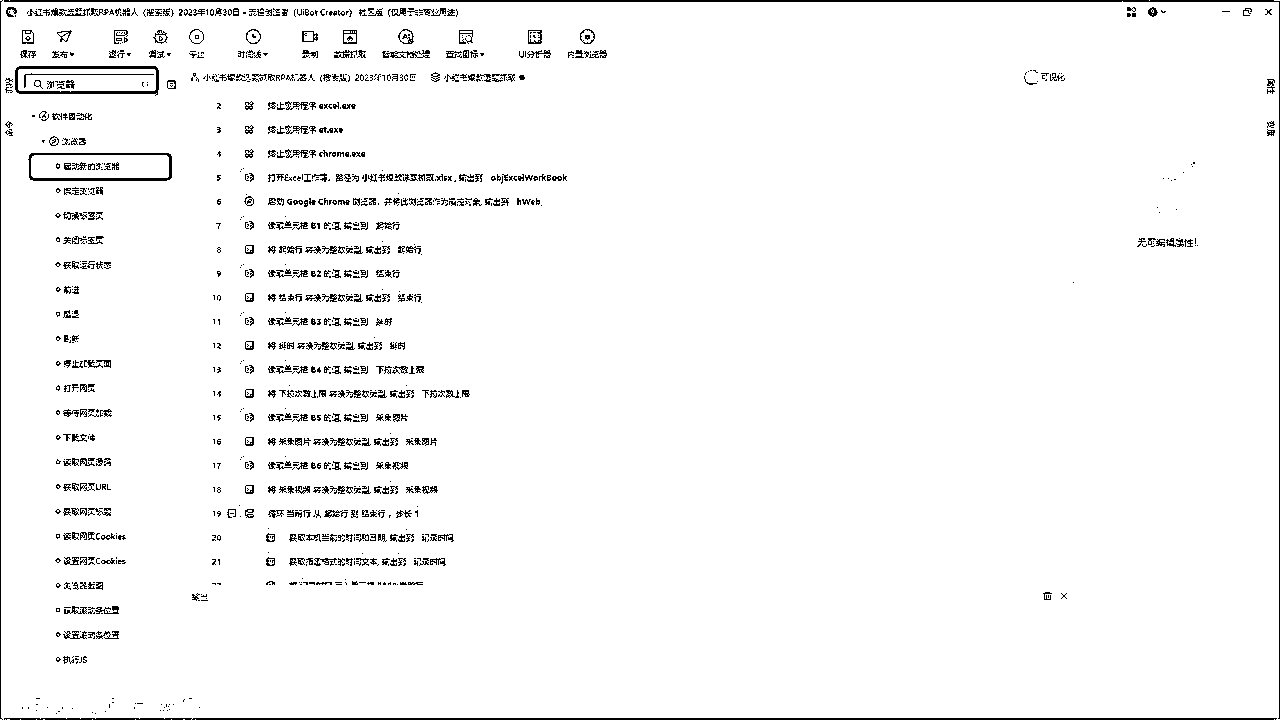 小红书爆款选题抓取RPA机器人（搜索版）2023年10月30日 - 流程创造者（UiBot Creator） 社区版（仅用于非商业用途）
保存 发布 运行 调试 停止 时间线 录制 数据抓取 智能文档处理 查找图标 UI分析器 内置浏览器
浏览器
小红书爆款选题抓取RPA机器人（搜索版）2023年10月30日 小红书爆款选题抓取 可视化
命令
属性
变量
软件自动化
浏览器
启动新的浏览器
绑定浏览器
切换标签页
关闭标签页
获取运行状态
前进
后退
刷新
停止加载页面
打开网页
等待网页加载
下载文件
读取网页源码
获取网页URL
获取网页标题
读取网页Cookies
设置网页Cookies
浏览器截图
获取滚动条位置
设置滚动条位置
执行JS
2 终止应用程序 excel.exe
3 终止应用程序 et.exe
4 终止应用程序 chrome.exe
5 打开Excel工作簿，路径为 小红书爆款选题抓取.xlsx , 输出到 objExcelWorkBook
6 启动 Google Chrome 浏览器，并将此浏览器作为操控对象, 输出到 hWeb
7 读取单元格 B1 的值, 输出到 起始行
8 将 起始行 转换为整数类型, 输出到 起始行
9 读取单元格 B2 的值, 输出到 结束行
10 将 结束行 转换为整数类型, 输出到 结束行
11 读取单元格 B3 的值, 输出到 延时
12 将 延时 转换为整数类型, 输出到 延时
13 读取单元格 B4 的值, 输出到 下拉次数上限
14 将 下拉次数上限 转换为整数类型, 输出到 下拉次数上限
15 读取单元格 B5 的值, 输出到 采集图片
16 将 采集图片 转换为整数类型, 输出到 采集图片
17 读取单元格 B6 的值, 输出到 采集视频
18 将 采集视频 转换为整数类型, 输出到 采集视频
19 循环 当前行 从 起始行 到 结束行 ，步长 1
20 获取本机当前的时间和日期, 输出到 记录时间
21 获取指定格式的时间文本, 输出到 记录时间
输出
无可编辑属性!